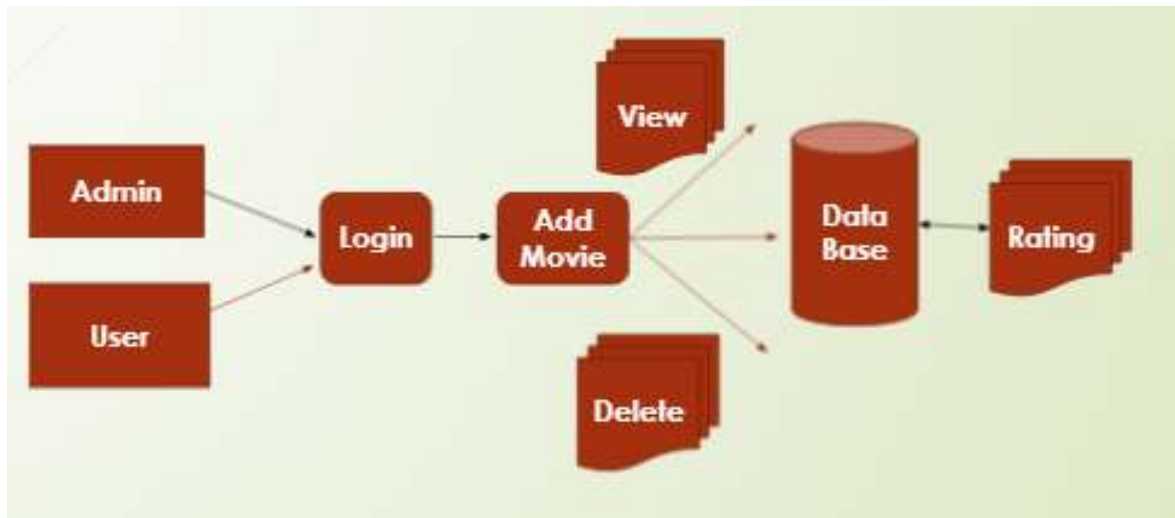 Admin
User
Login
Add
Movie
View
Delete
Data
Base
Rating